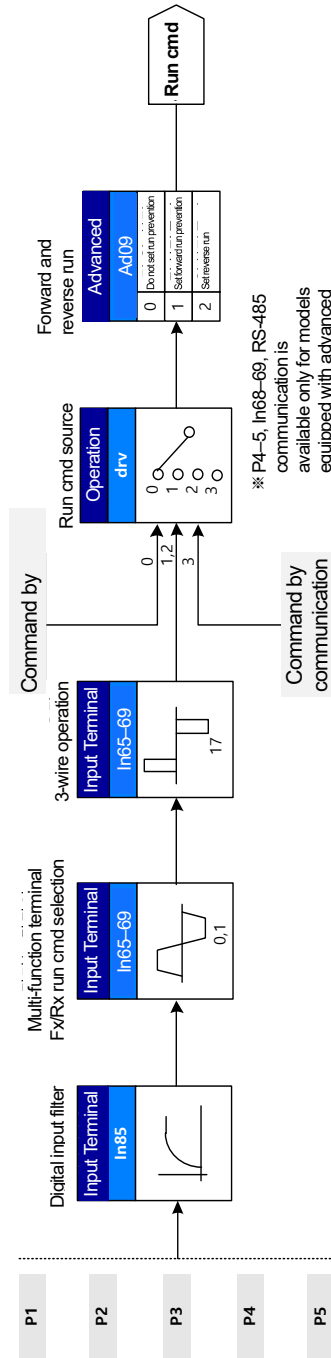 P1
P2
P3
P4
P5
Digital input filter
Input Terminal
In85
Multi-function terminal
Fx/Rx run cmd selection
Input Terminal
In65–69
0,1
3-wire operation
Input Terminal
In65–69
17
Command by
0
1,2
3
Command by
communication
Run cmd source
Operation
drv
0
1
2
3
Forward and
reverse run
Advanced
Ad09
0 Do not set run prevention
1 Set forward run prevention
2 Set reverse run
Run cmd
※ P4–5, In68–69, RS-485
communication is
available only for models
equipped with advanced